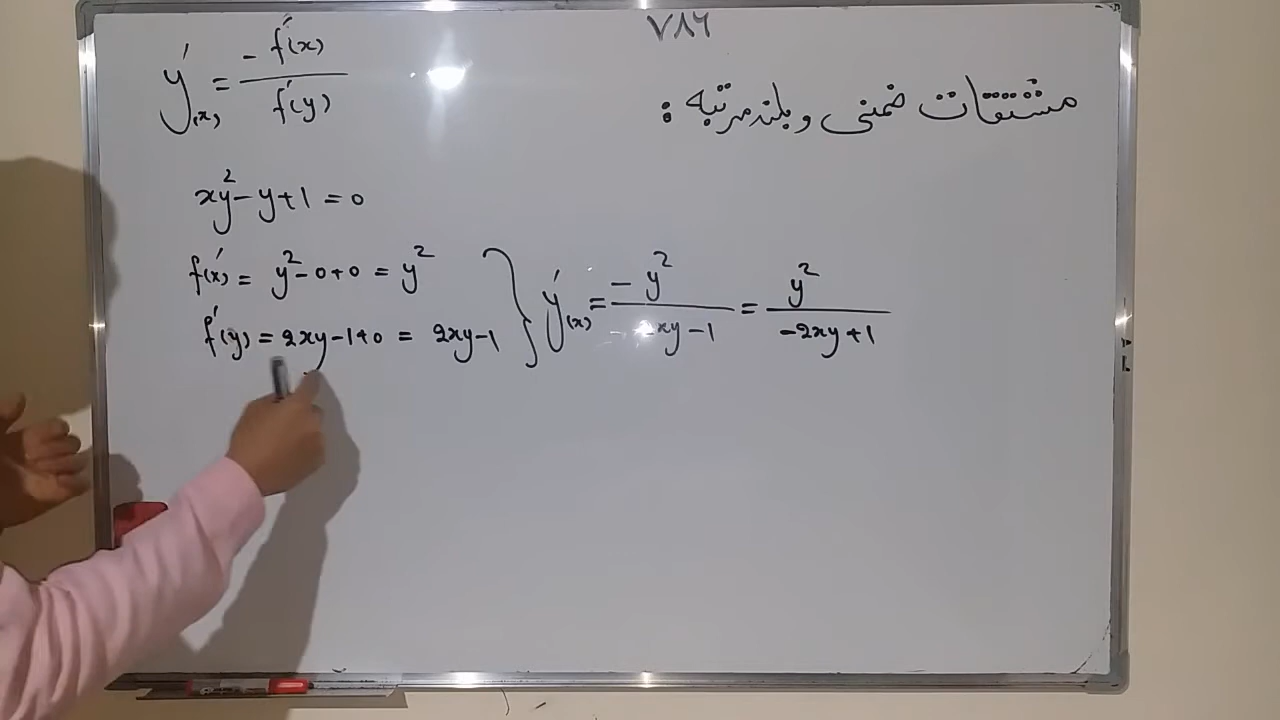 ۷۸۶
مشتقات ضمنی و بلند مرتبه :
y′(x) = -f′(x) / f′(y)
xy² - y + 1 = 0
f′(x) = y² - 0 + 0 = y²
f′(y) = 2xy - 1 + 0 = 2xy - 1
y′(x) = -y² / 2xy - 1 = y² / -2xy + 1